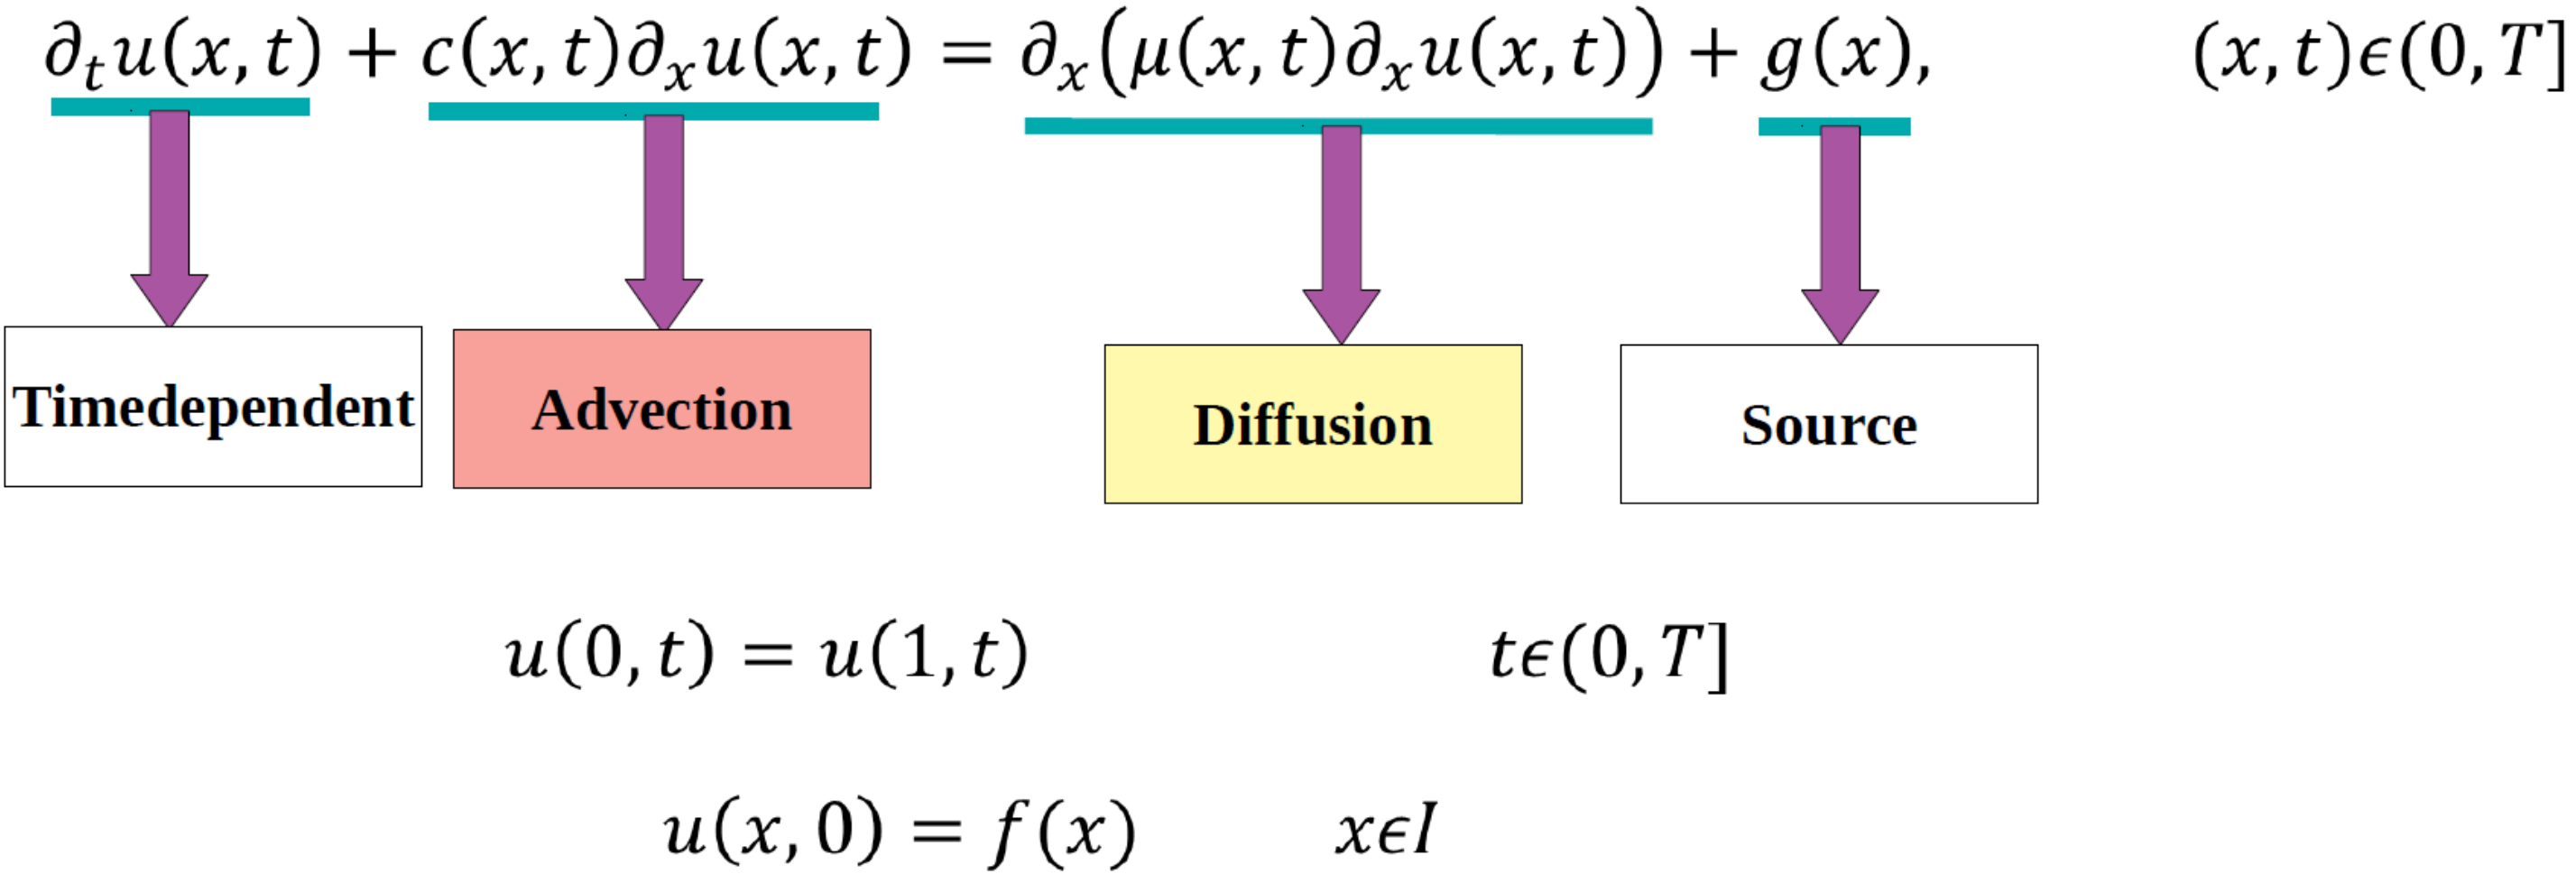 ∂ₜu(x, t) + c(x, t)∂ₓu(x, t) = ∂ₓ(μ(x, t)∂ₓu(x, t)) + g(x), (x, t)ϵ(0, T]
Timedependent Advection Diffusion Source
u(0, t) = u(1, t) tϵ(0, T]
u(x, 0) = f(x) xϵI